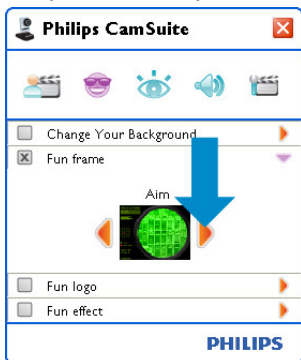 Philips CamSuite
Change Your Background
Fun frame
Aim
Fun logo
Fun effect
PHILIPS